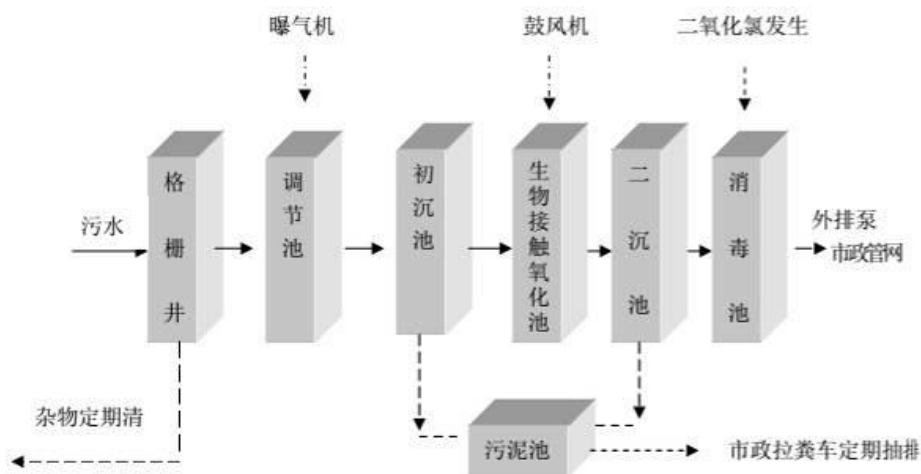 曝气机
鼓风机
二氧化氯发生
格栅井
调节池
初沉池
生物接触氧化池
二沉池
消毒池
污水
外排泵
市政管网
杂物定期清
污泥池
市政拉粪车定期抽排